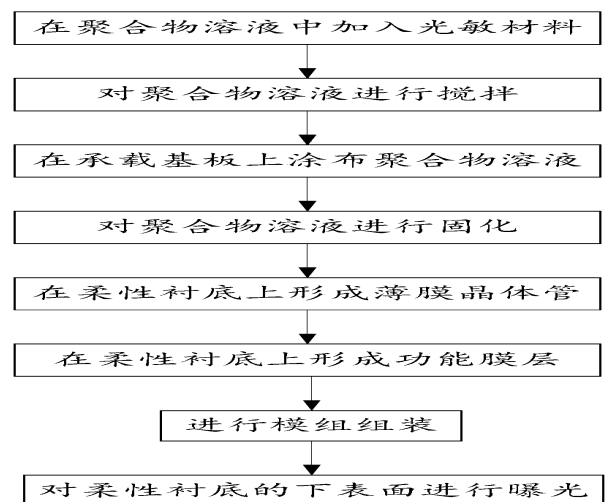 在聚合物溶液中加入光敏材料
对聚合物溶液进行搅拌
在承载基板上涂布聚合物溶液
对聚合物溶液进行固化
在柔性衬底上形成薄膜晶体管
在柔性衬底上形成功能膜层
进行模组组装
对柔性衬底的下表面进行曝光